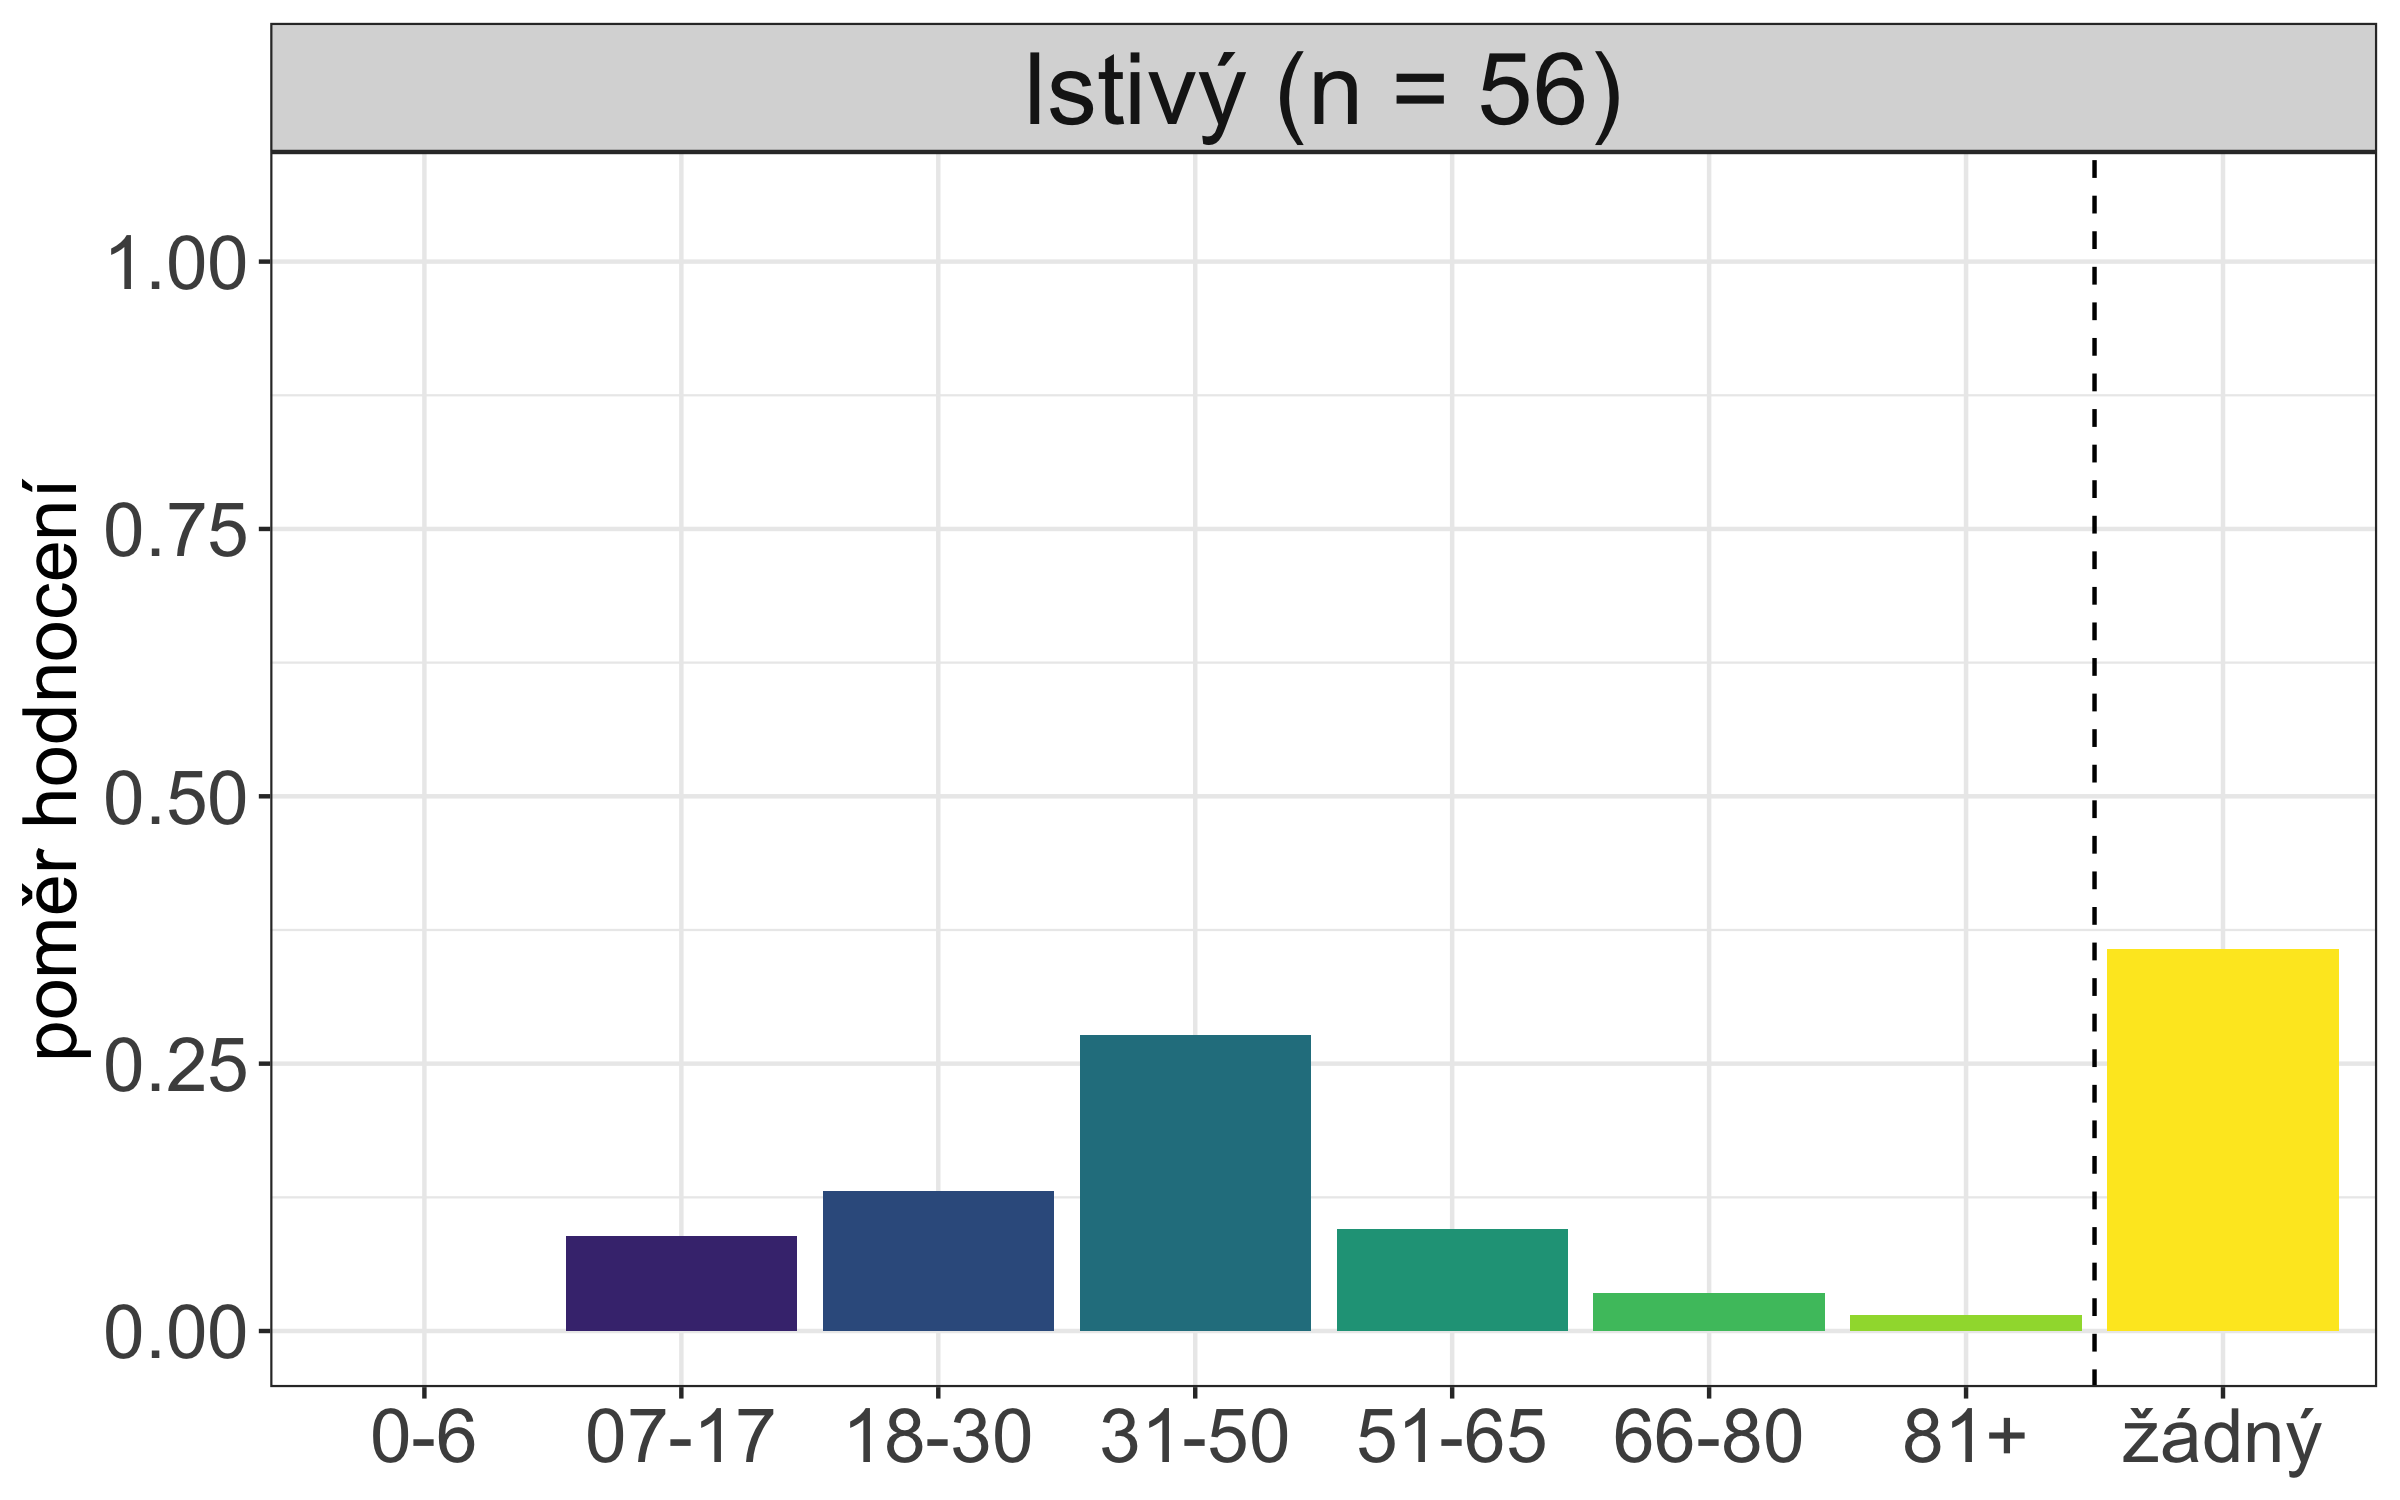 lstivý (n = 56)
poměr hodnocení
1.00
0.75
0.50
0.25
0.00
0-6 07-17 18-30 31-50 51-65 66-80 81+ žádný